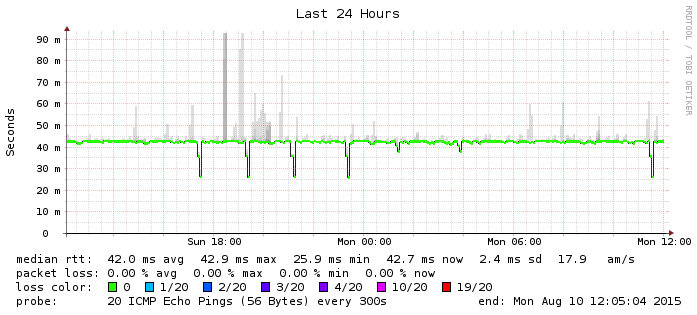 Last 24 Hours
RRDTOOL / TOBI OETIKER
Seconds
90 m
80 m
70 m
60 m
50 m
40 m
30 m
20 m
10 m
0
Sun 18:00 Mon 00:00 Mon 06:00 Mon 12:00
median rtt: 42.0 ms avg 42.9 ms max 25.9 ms min 42.7 ms now 2.4 ms sd 17.9 am/s
packet loss: 0.00 % avg 0.00 % max 0.00 % min 0.00 % now
loss color: 0 1/20 2/20 3/20 4/20 10/20 19/20
probe: 20 ICMP Echo Pings (56 Bytes) every 300s end: Mon Aug 10 12:05:04 2015